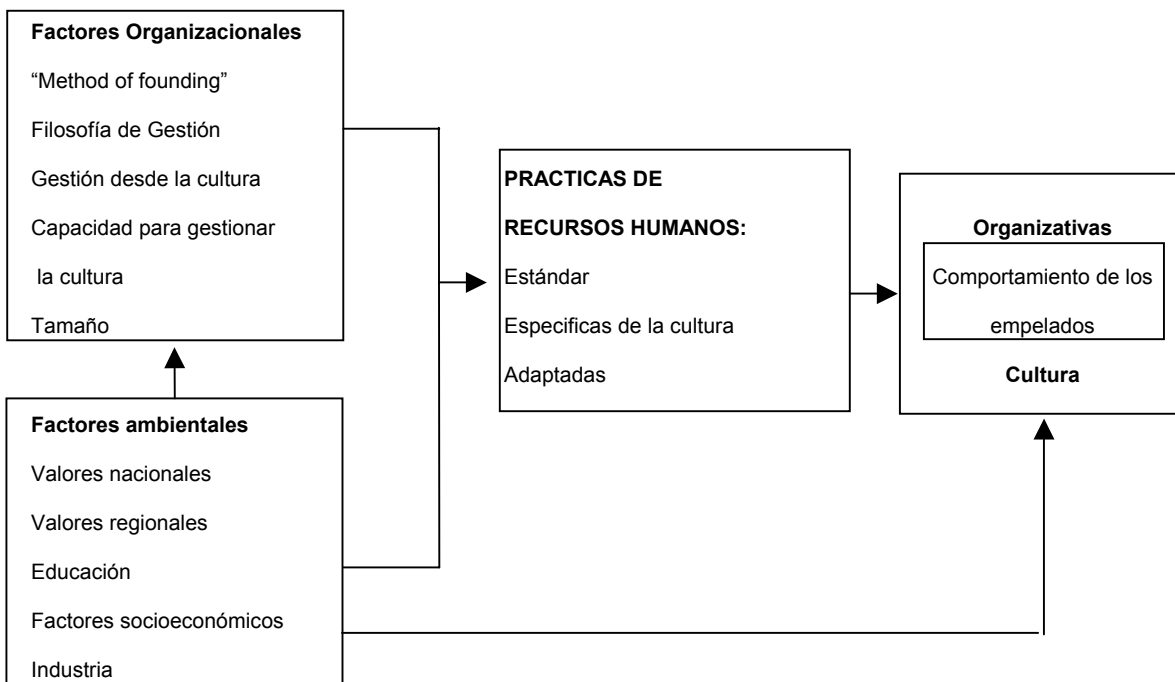 Factores Organizacionales
“Method of founding”
Filosofía de Gestión
Gestión desde la cultura
Capacidad para gestionar
la cultura
Tamaño
Factores ambientales
Valores nacionales
Valores regionales
Educación
Factores socioeconómicos
Industria
PRACTICAS DE
RECURSOS HUMANOS:
Estándar
Especificas de la cultura
Adaptadas
Organizativas
Comportamiento de los
empelados
Cultura